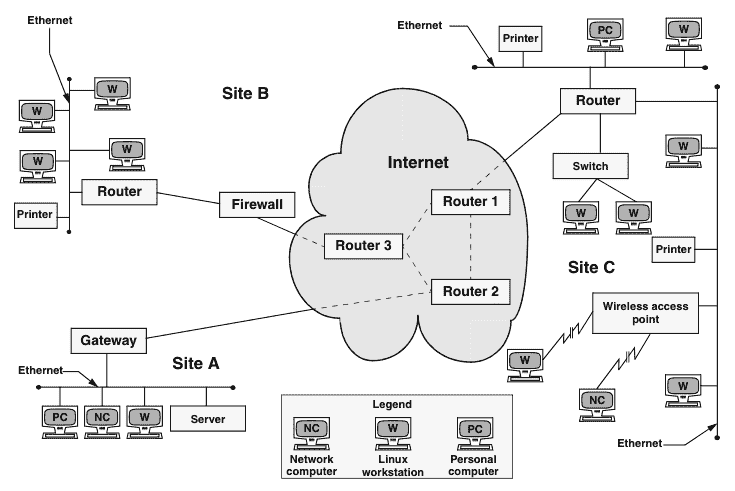 Ethernet
W
W
W
W
Printer
Router
Site B
Firewall
Internet
Router 1
Router 3
Router 2
Ethernet
Printer
PC
W
Router
W
Switch
W
W
Printer
Site C
Wireless access
point
W
NC
W
Ethernet
Gateway
Site A
Ethernet
PC
NC
W
Server
Legend
NC
W
PC
Network
computer
Linux
workstation
Personal
computer